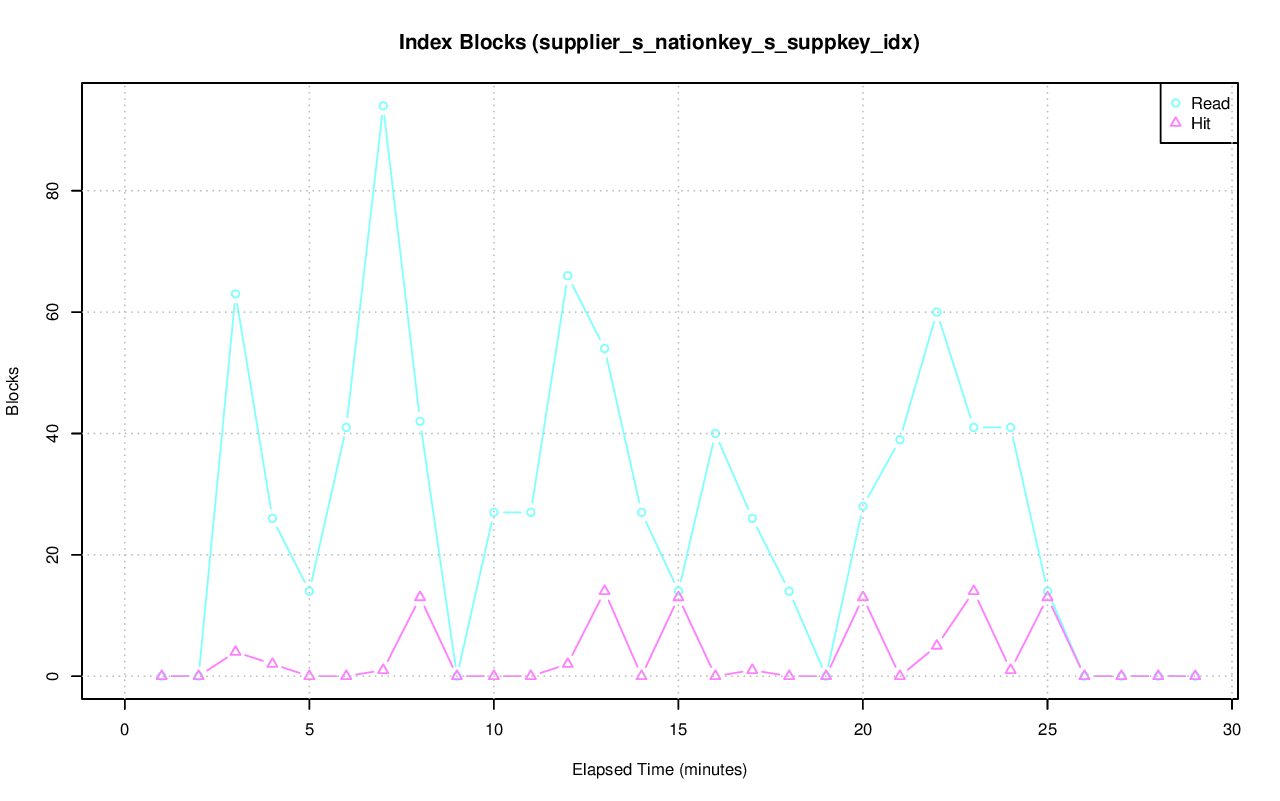 Index Blocks (supplier_s_nationkey_s_suppkey_idx)
Read
Hit
Blocks
80
60
40
20
0
0 5 10 15 20 25 30
Elapsed Time (minutes)